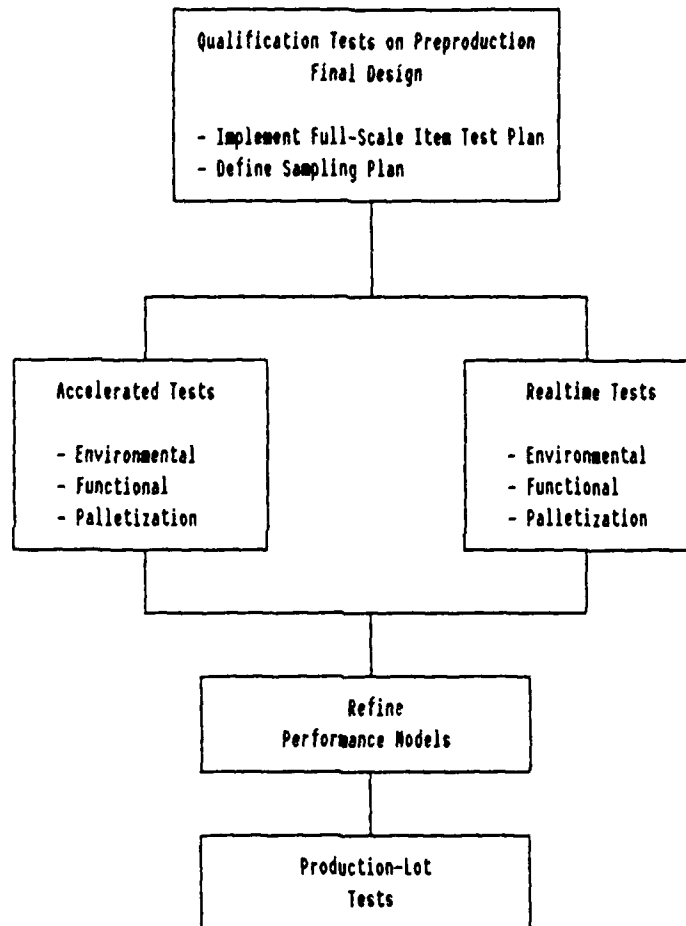 Qualification Tests on Preproduction
Final Design
- Implement Full-Scale Item Test Plan
- Define Sampling Plan
Accelerated Tests
- Environmental
- Functional
- Palletization
Realtime Tests
- Environmental
- Functional
- Palletization
Refine
Performance Models
Production-Lot
Tests